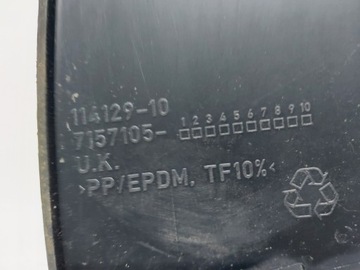 114129-10
1 2 3 4 5 6 7 8 9 10
7157105-
U.K.
>PP/EPDM, TF10%<